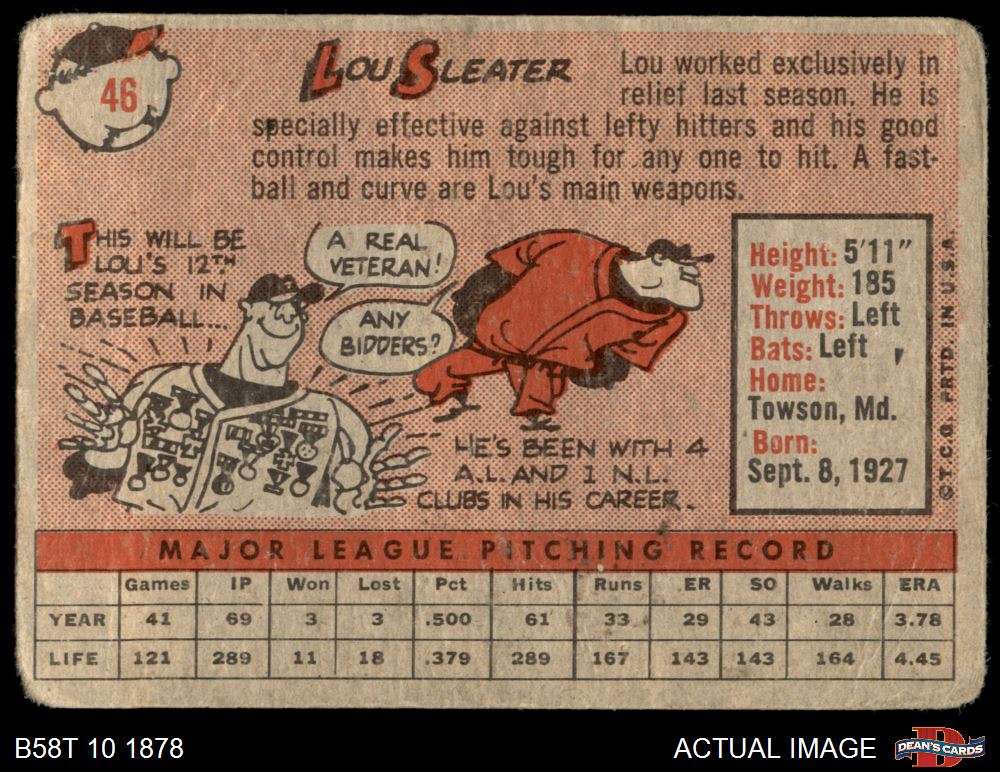 46
LOU SLEATER
Lou worked exclusively in
relief last season. He is
specially effective against lefty hitters and his good
control makes him tough for any one to hit. A fast-
ball and curve are Lou's main weapons.
THIS WILL BE
LOU'S 12TH
SEASON IN
BASEBALL...
A REAL
VETERAN!
ANY
BIDDERS?
HE'S BEEN WITH 4
A.L. AND 1 N.L.
CLUBS IN HIS CAREER.
Height: 5'11"
Weight: 185
Throws: Left
Bats: Left
Home:
Towson, Md.
Born:
Sept. 8, 1927
©T.C.G. PRTD. IN U.S.A.
MAJOR LEAGUE PITCHING RECORD
Games IP Won Lost Pct Hits Runs ER SO Walks ERA
YEAR 41 69 3 3 .500 61 33 29 43 28 3.78
LIFE 121 289 11 18 .379 289 167 143 143 164 4.45
B58T 10 1878
ACTUAL IMAGE
D
DEAN'S CARDS